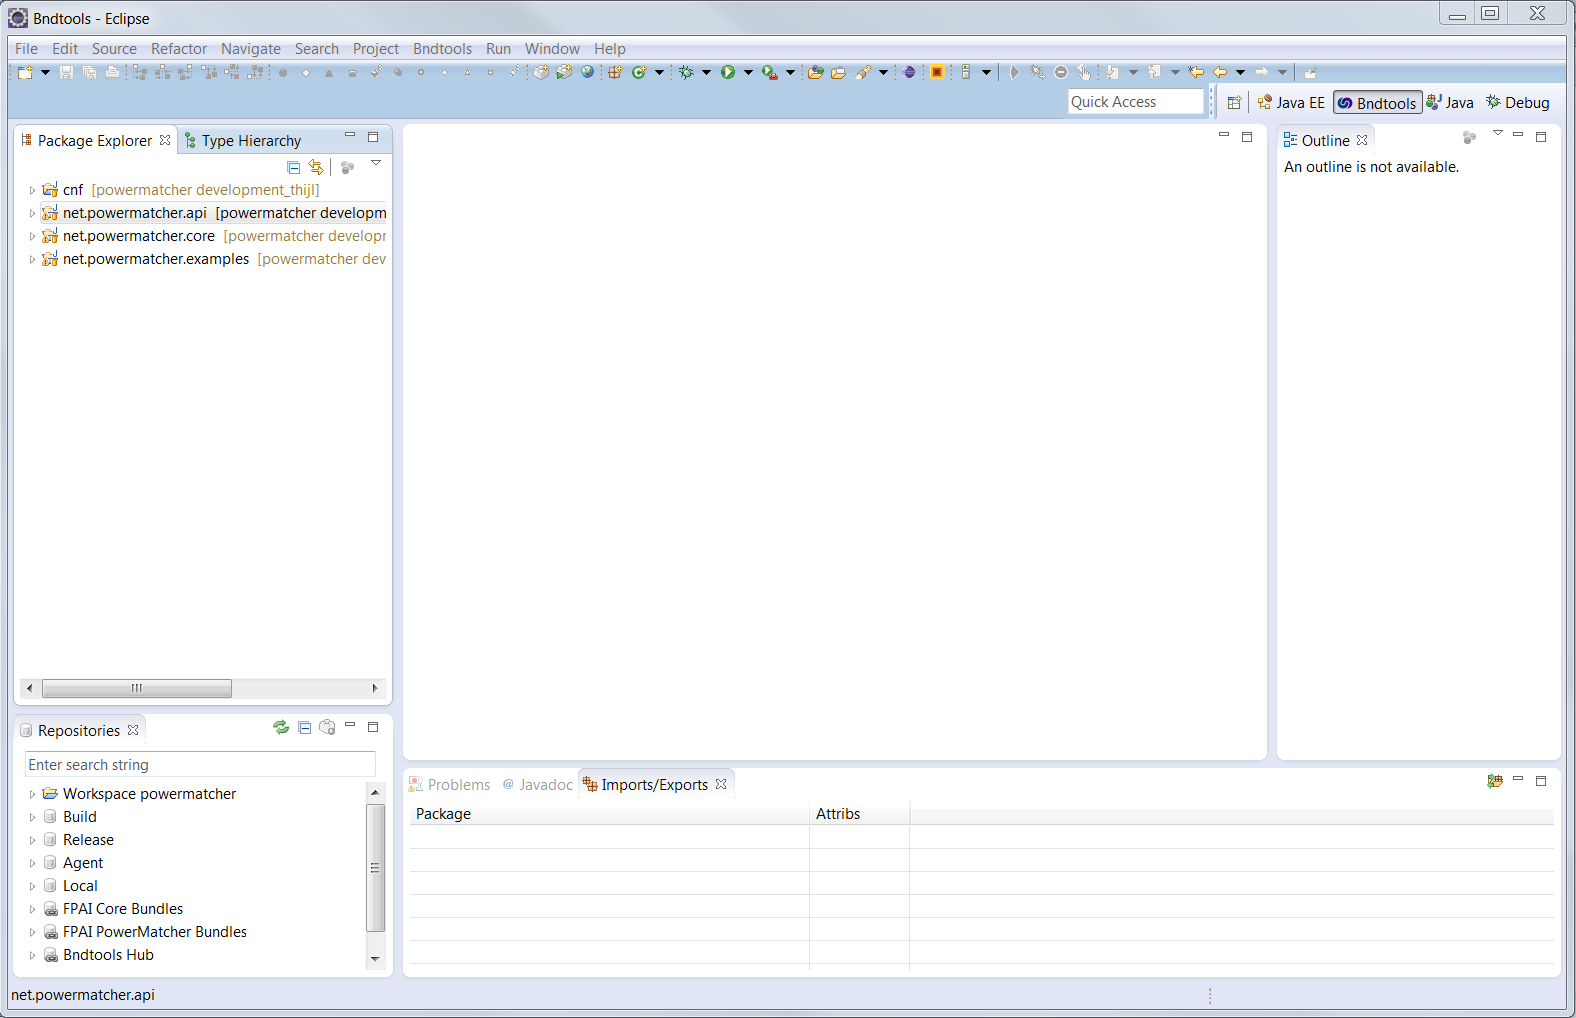 Bndtools - Eclipse
File Edit Source Refactor Navigate Search Project Bndtools Run Window Help
Quick Access
Java EE
Bndtools
Java
Debug
Package Explorer
Type Hierarchy
cnf [powermatcher development_thijl]
net.powermatcher.api [powermatcher developm
net.powermatcher.core [powermatcher develop
net.powermatcher.examples [powermatcher dev
Outline
An outline is not available.
Repositories
Enter search string
Workspace powermatcher
Build
Release
Agent
Local
FPAI Core Bundles
FPAI PowerMatcher Bundles
Bndtools Hub
Problems
@ Javadoc
Imports/Exports
Package Attribs
net.powermatcher.api